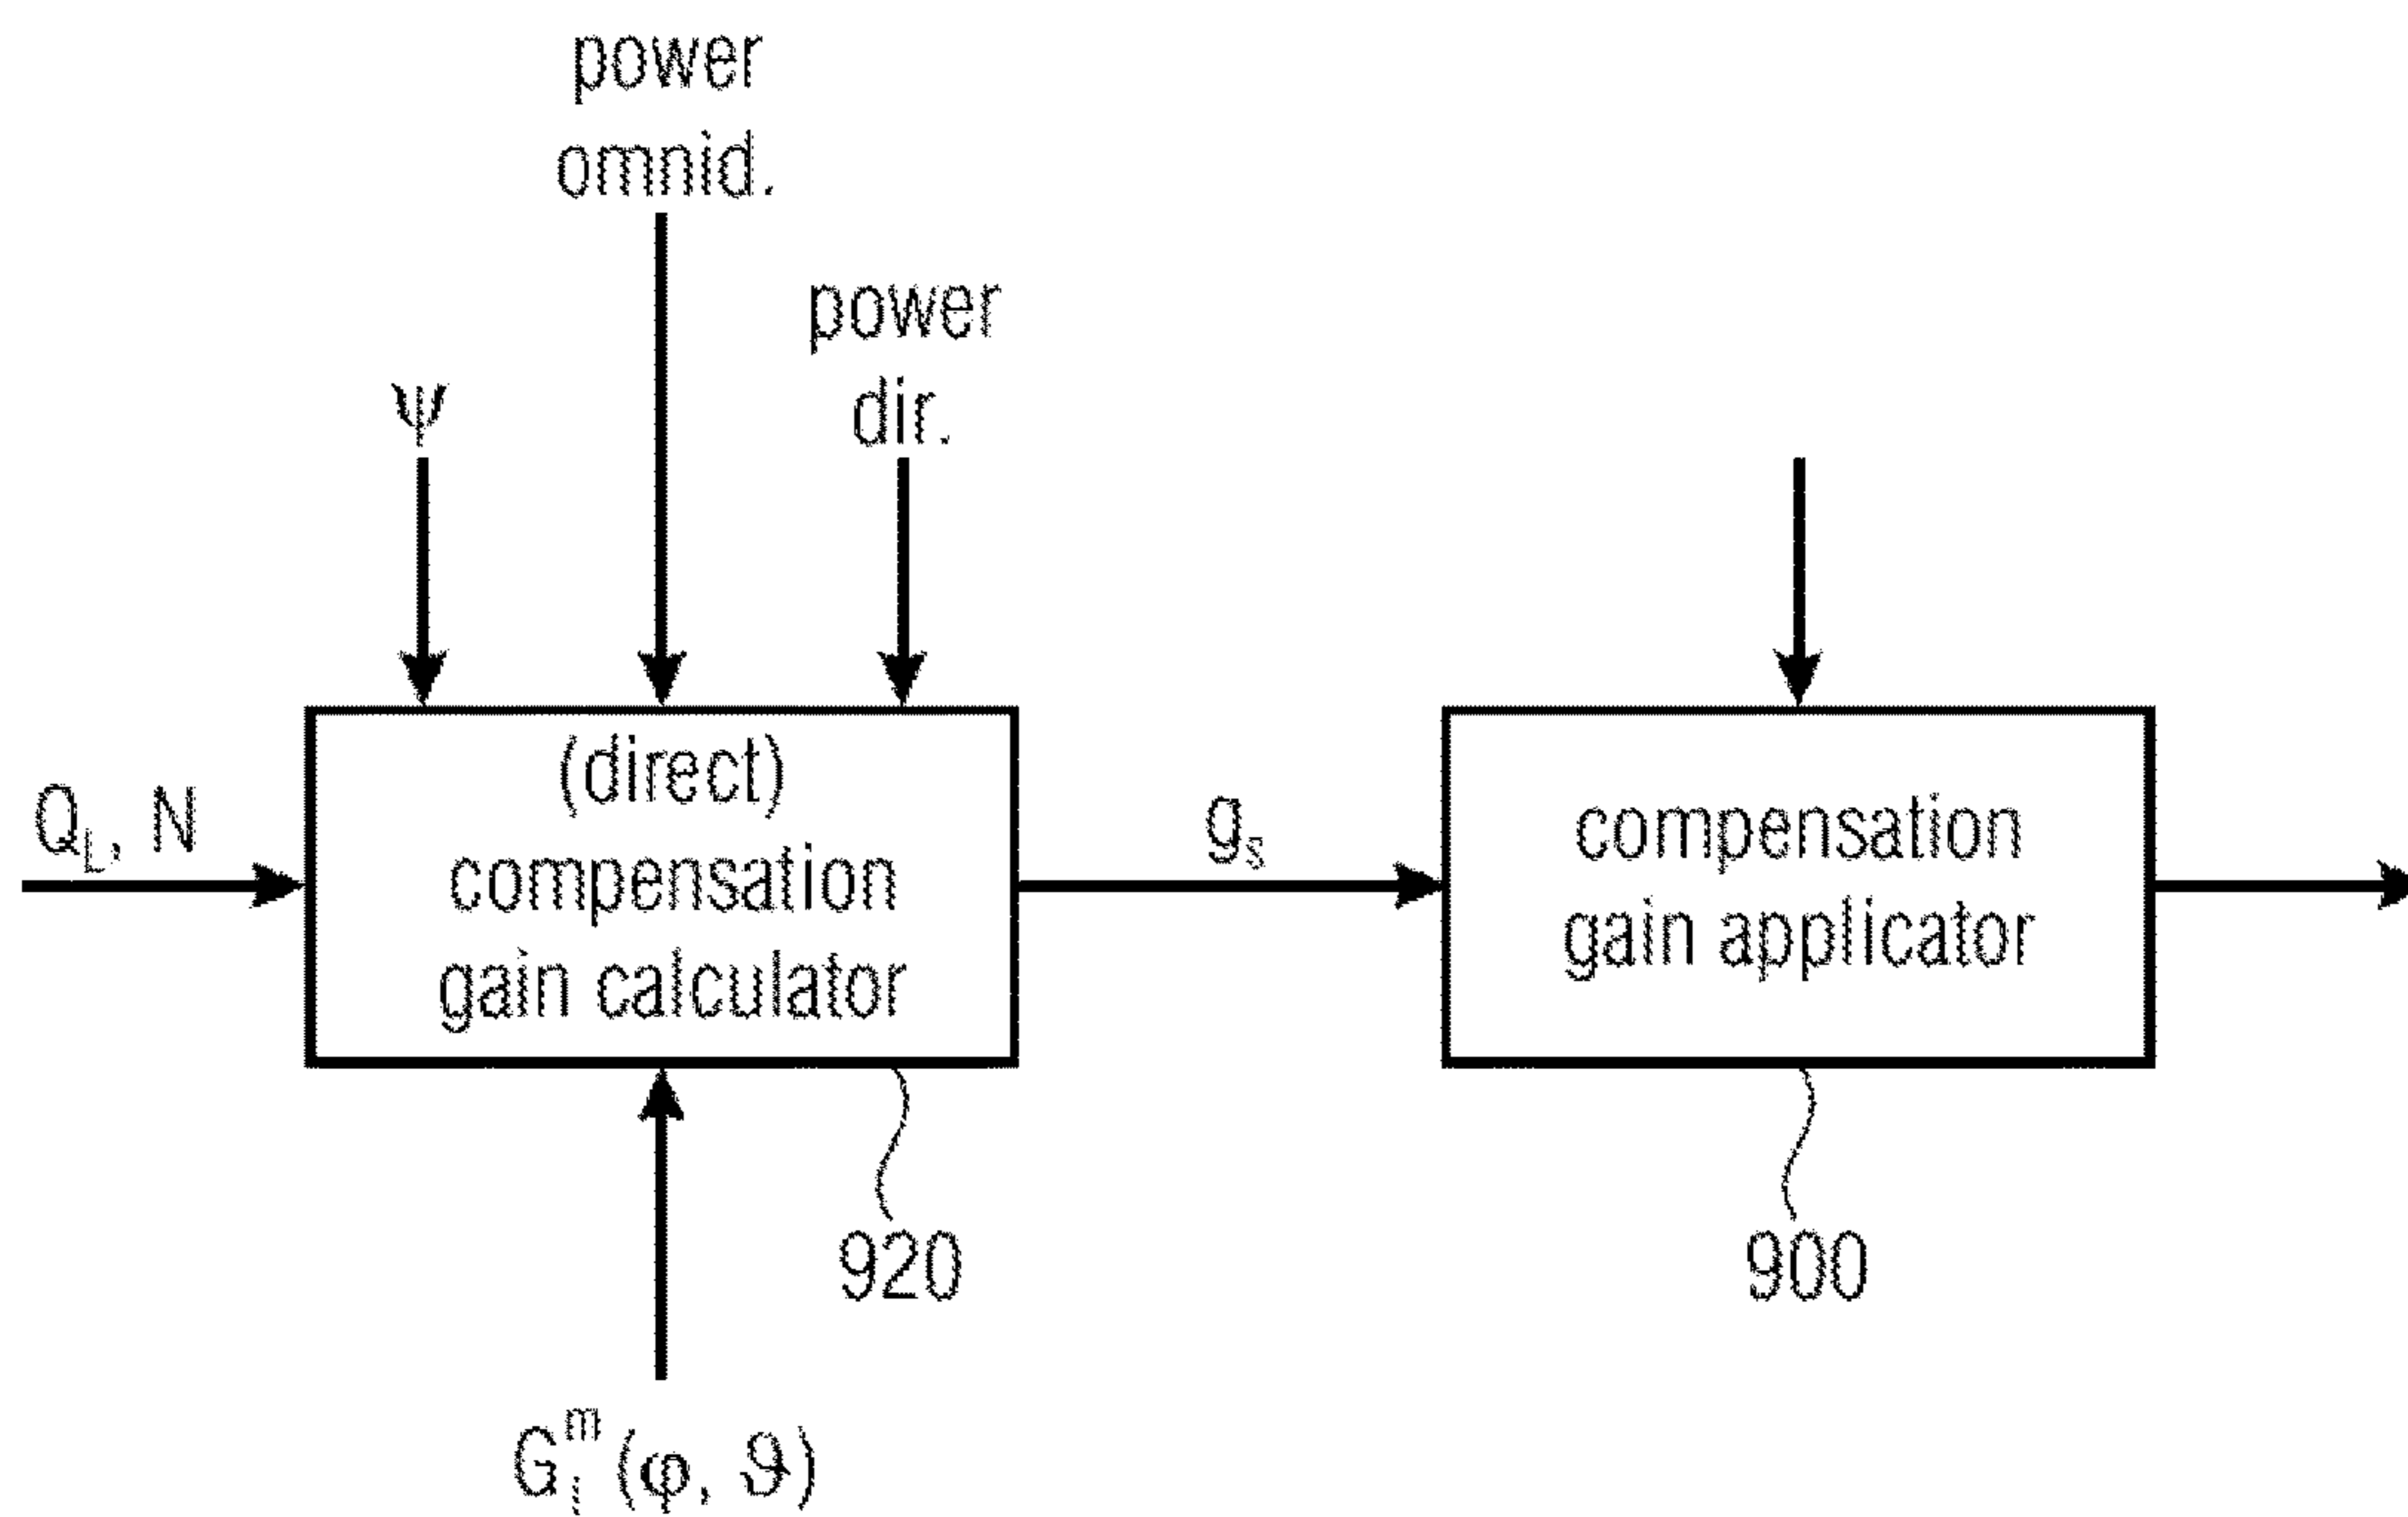 power
omnid.
power
dir.
ψ
(direct)
compensation
gain calculator
Q_L, N
g_s
compensation
gain applicator
920
900
G_l^m (φ, ϑ)